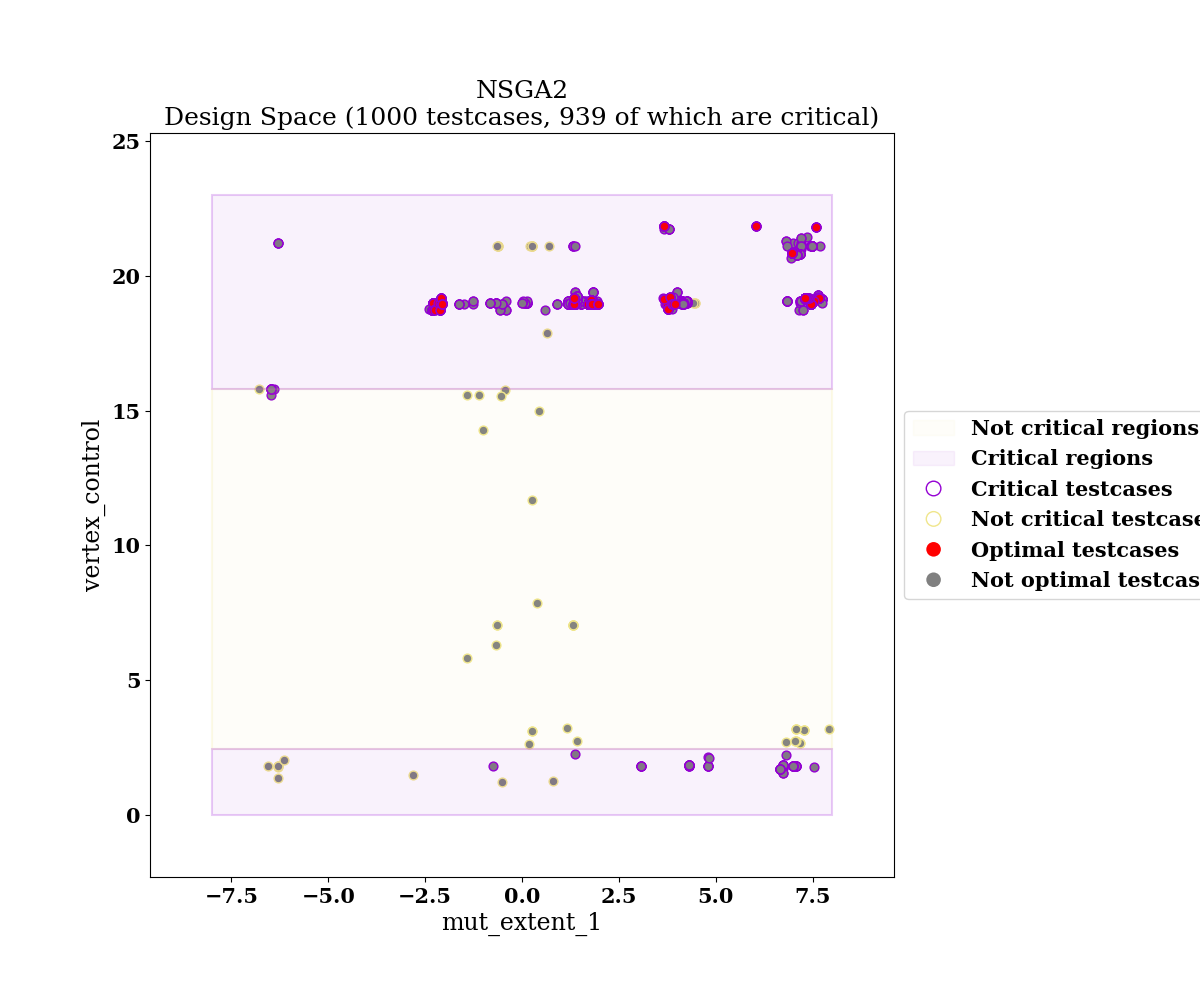 NSGA2
Design Space (1000 testcases, 939 of which are critical)
25
20
15
10
5
0
vertex_control
−7.5
−5.0
−2.5
0.0
2.5
5.0
7.5
mut_extent_1
Not critical regions
Critical regions
Critical testcases
Not critical testcase
Optimal testcases
Not optimal testcas